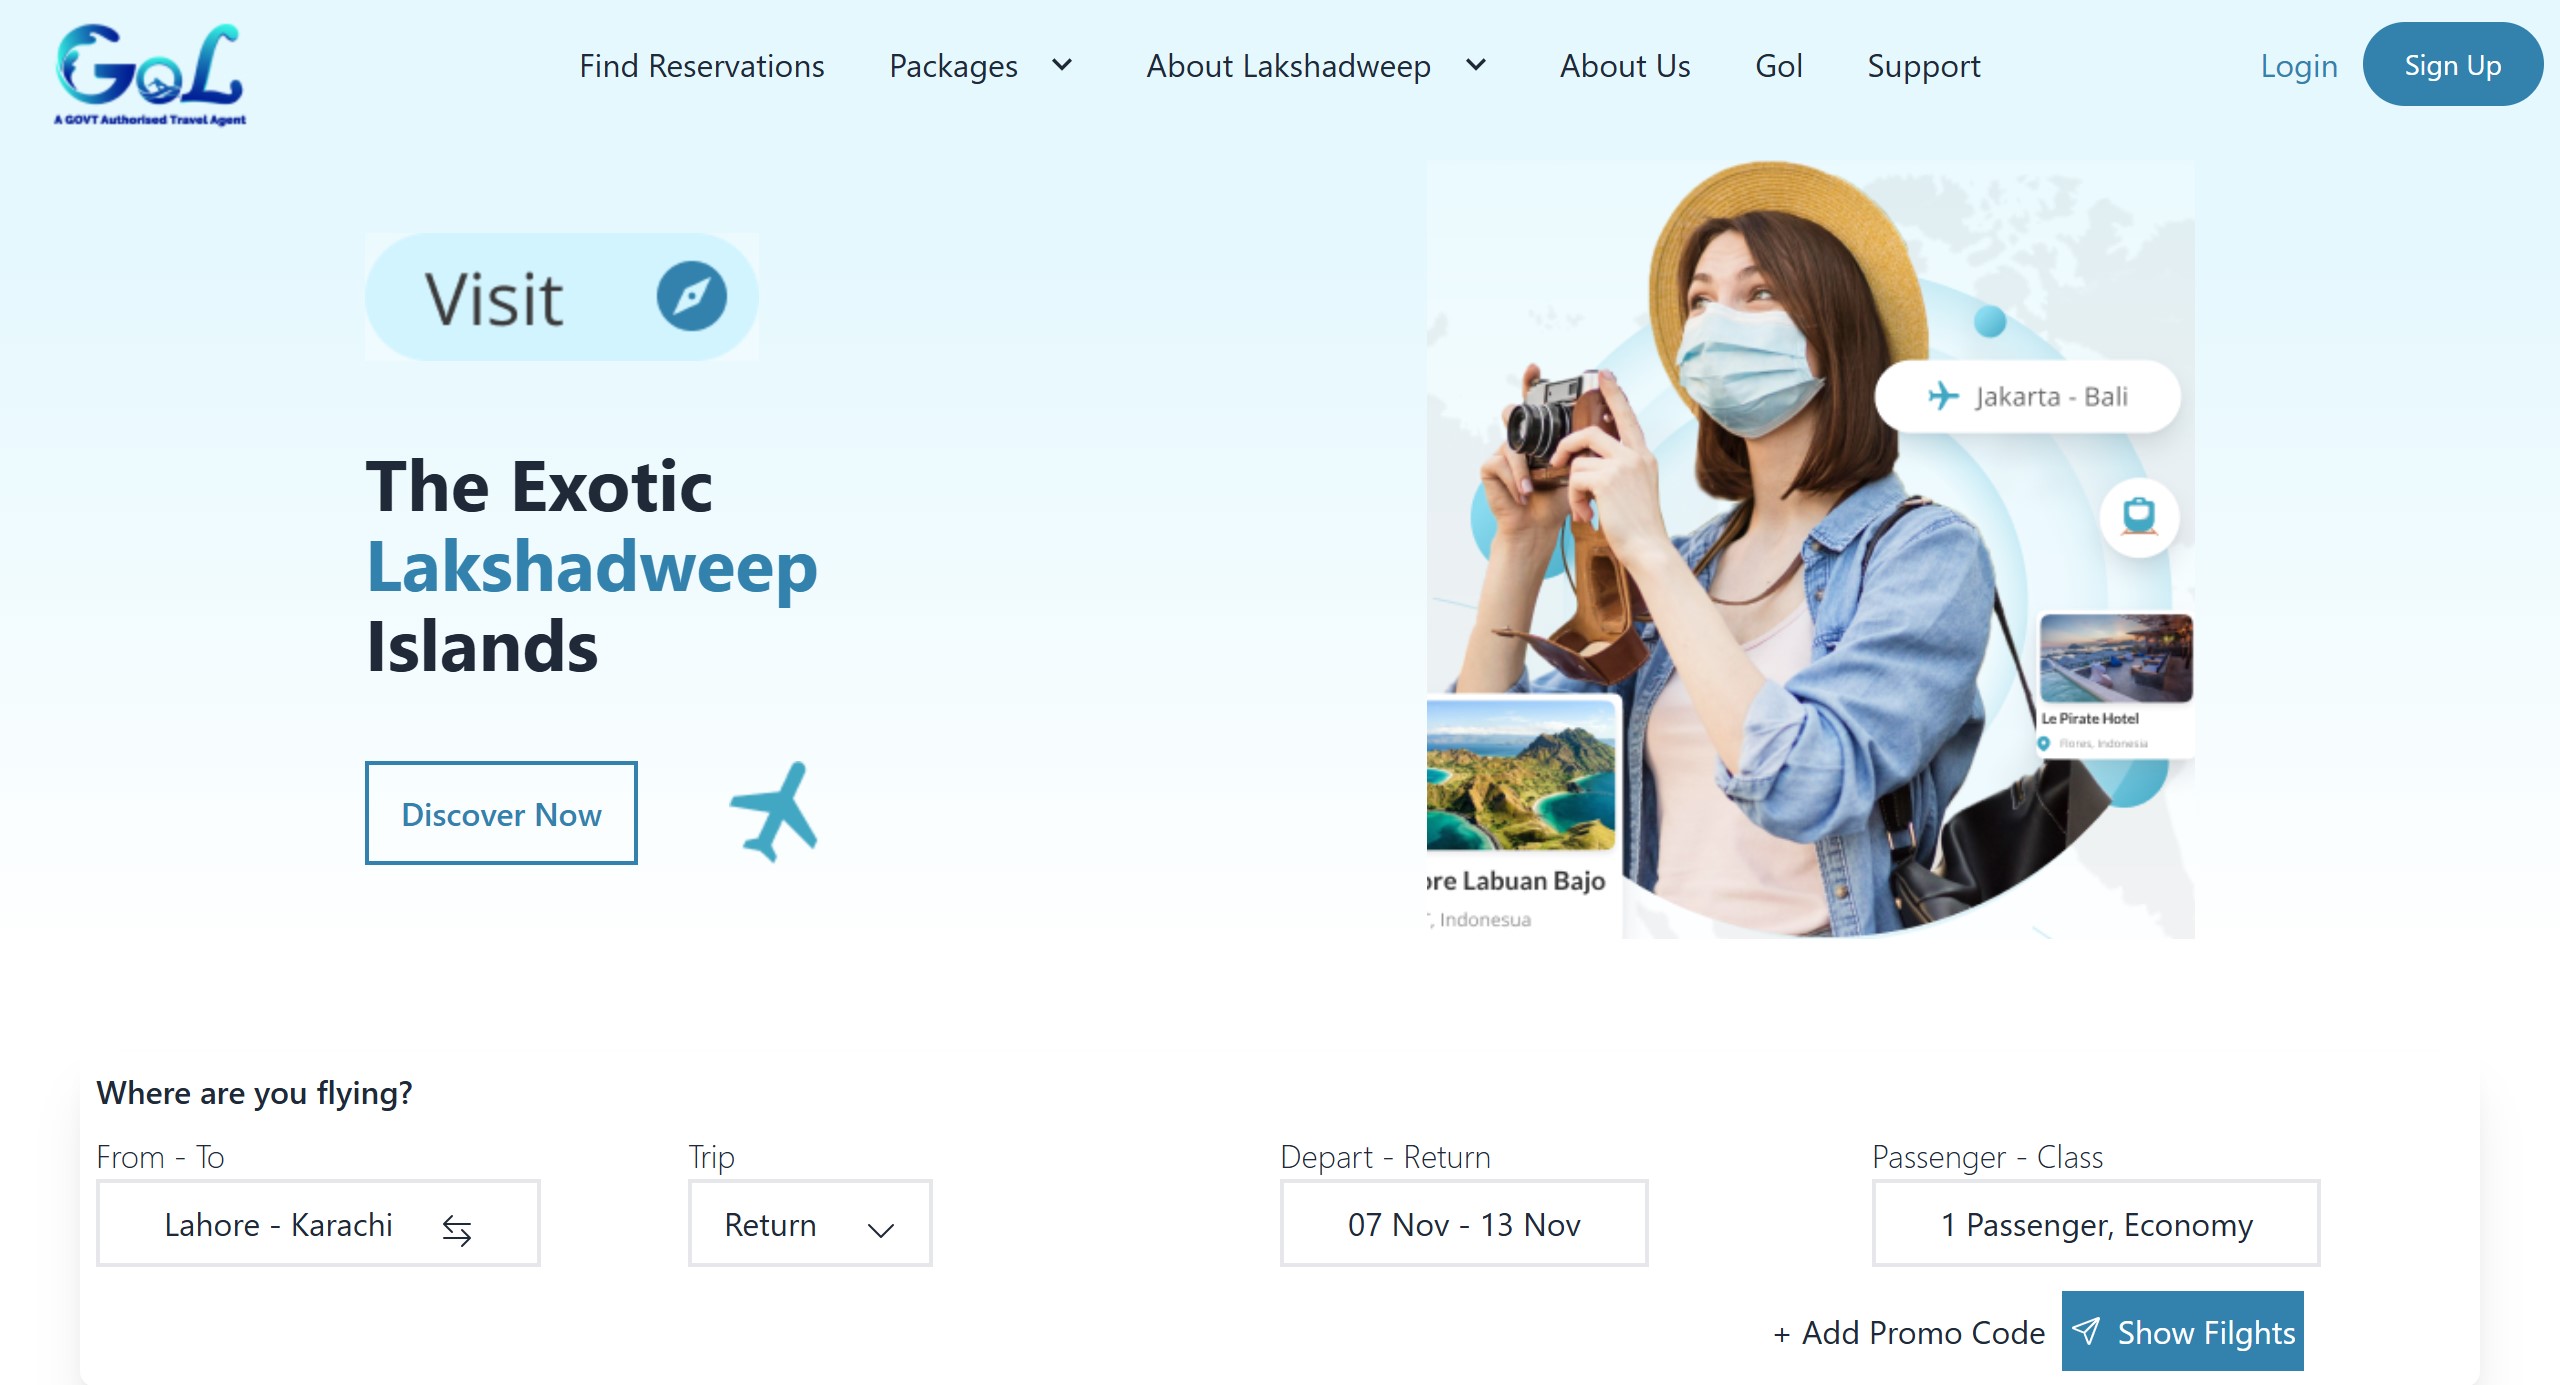 GoL
A GOVT Authorised Travel Agent
Find Reservations
Packages
About Lakshadweep
About Us
Gol
Support
Login
Sign Up
Visit
The Exotic
Lakshadweep
Islands
Discover Now
Jakarta - Bali
Le Pirate Hotel
Flores, Indonesia
ore Labuan Bajo
, Indonesua
Where are you flying?
From - To
Lahore - Karachi
Trip
Return
Depart - Return
07 Nov - 13 Nov
Passenger - Class
1 Passenger, Economy
+ Add Promo Code
Show Filghts